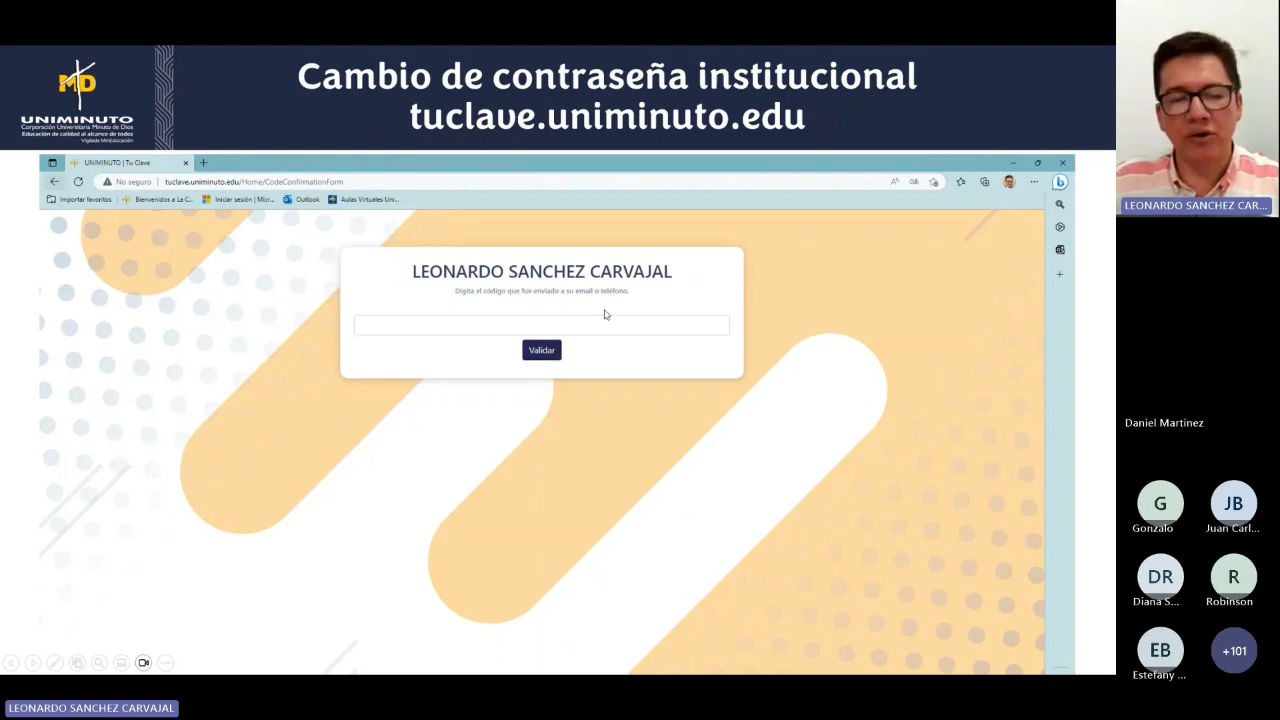 Cambio de contraseña institucional
tuclave.uniminuto.edu
MD
UNIMINUTO
Corporación Universitaria Minuto de Dios
Educación de calidad al alcance de todos
Vigilada MinEducación
UNIMINUTO | Tu Clave
No seguro | tuclave.uniminuto.edu/Home/CodeConfirmationForm
Importar favoritos
Bienvenidos a La C...
Iniciar sesión | Micr...
Outlook
Aulas Virtuales Uni...
LEONARDO SANCHEZ CARVAJAL
Digita el código que fue enviado a su email o teléfono.
Validar
LEONARDO SANCHEZ CAR...
Daniel Martinez
G
Gonzalo
JB
Juan Carl...
DR
Diana S...
R
Robinson
EB
Estefany ...
+101
LEONARDO SANCHEZ CARVAJAL